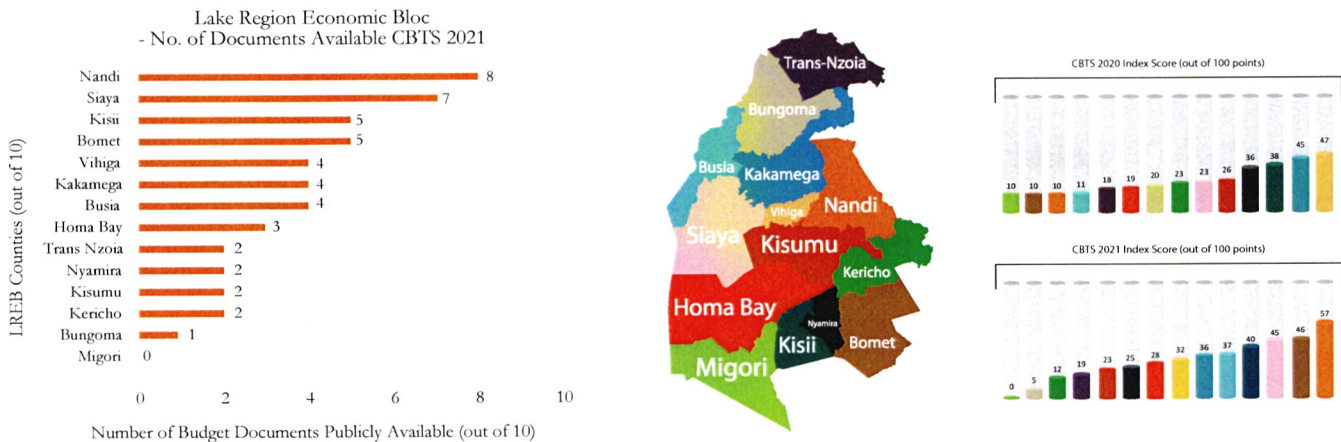 Lake Region Economic Bloc
- No. of Documents Available CBTS 2021
LREB Counties (out of 10)
Nandi 8
Siaya 7
Kisii 5
Bomet 5
Vihiga 4
Kakamega 4
Busia 4
Homa Bay 3
Trans Nzoia 2
Nyamira 2
Kisumu 2
Kericho 2
Bungoma 1
Migori 0
0 2 4 6 8 10
Number of Budget Documents Publicly Available (out of 10)
Trans-Nzoia
Bungoma
Busia
Kakamega
Vihiga
Nandi
Siaya
Kisumu
Kericho
Homa Bay
Nyamira
Kisii
Bomet
Migori
CBTS 2020 Index Score (out of 100 points)
10 10 10 11 18 19 20 23 23 26 36 38 45 47
CBTS 2021 Index Score (out of 100 points)
0 5 12 19 23 25 28 32 36 37 40 45 46 57